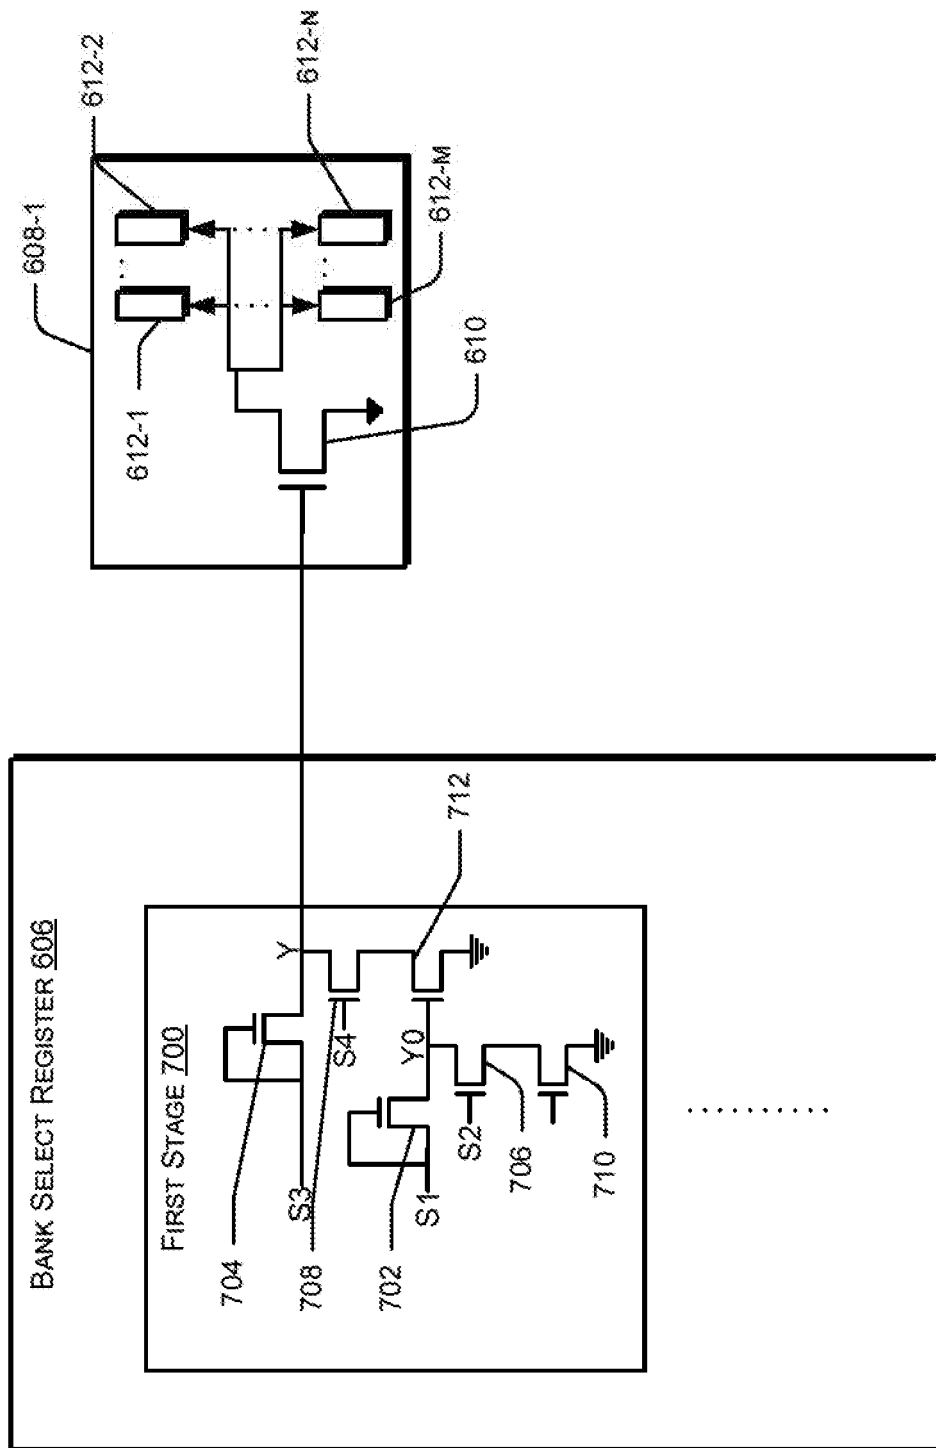 BANK SELECT REGISTER 606
FIRST STAGE 700
704
S3
708
702
S1
Y
S4
Y0
S2
712
706
710
608-1
612-1
612-2
612-N
612-M
610